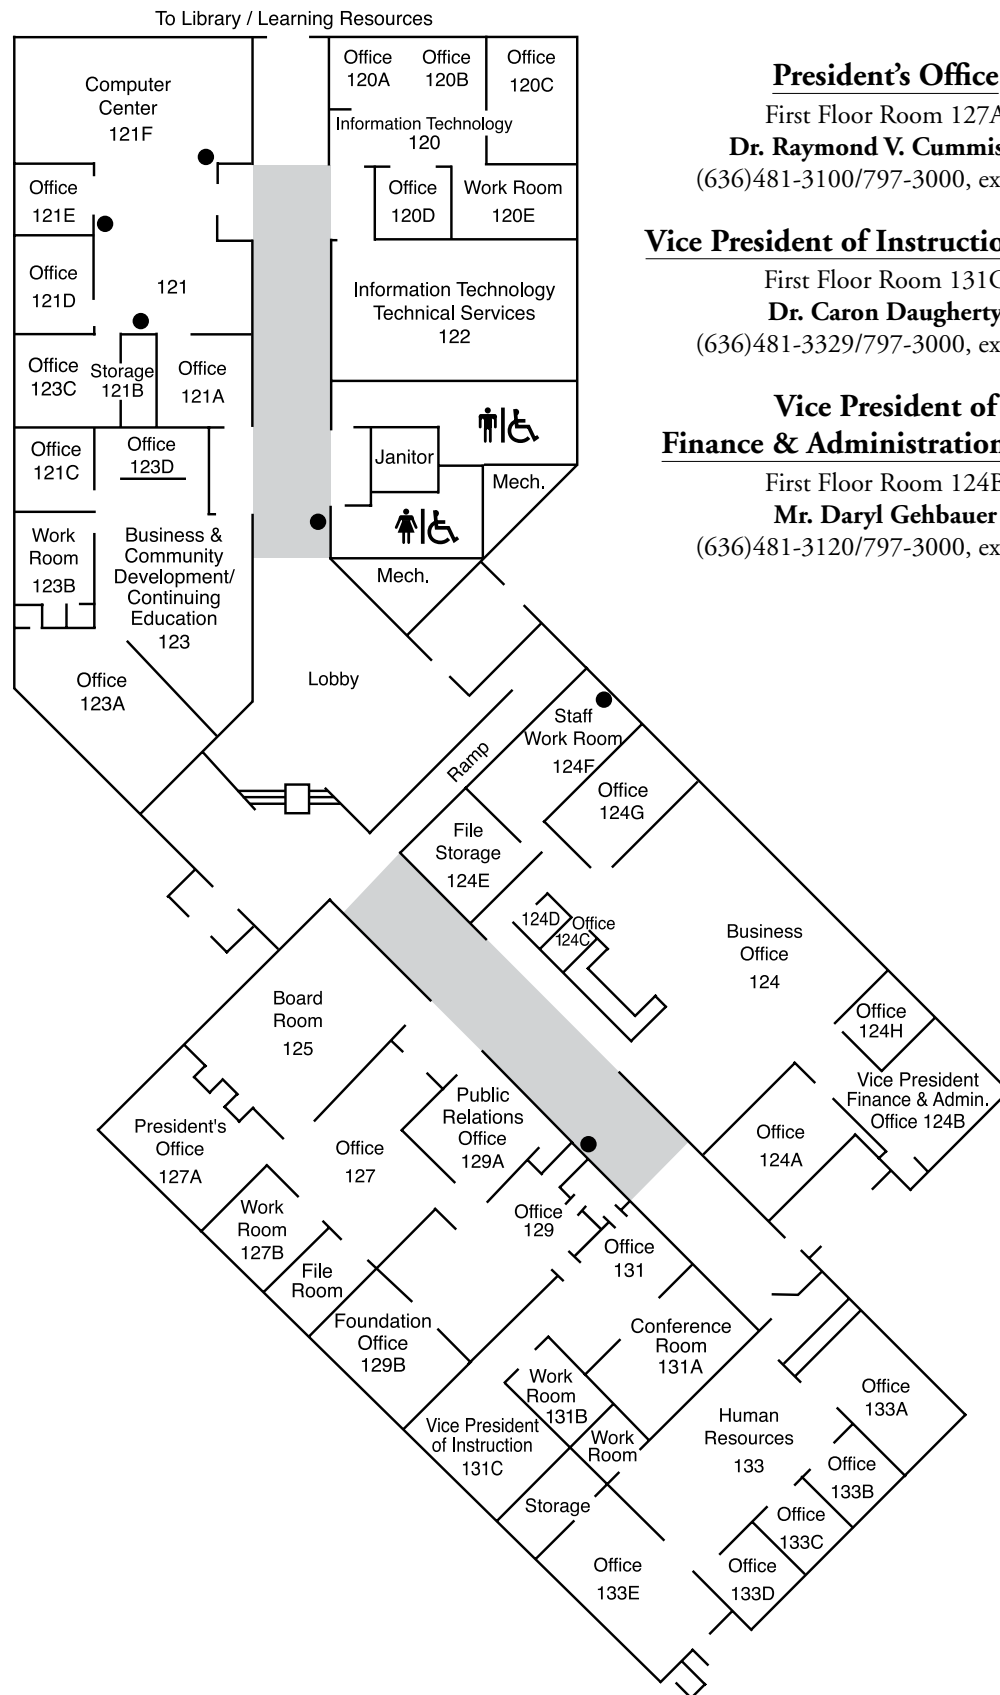 To Library / Learning Resources
Computer
Center
121F
Office
120A
Office
120B
Office
120C
Information Technology
120
Office
121E
Office
120D
Work Room
120E
Office
121D
121
Information Technology
Technical Services
122
Office
123C
Storage
121B
Office
121A
Office
121C
Office
123D
Janitor
Mech.
Work
Room
123B
Business &
Community
Development/
Continuing
Education
123
Mech.
Office
123A
Lobby
Ramp
Staff
Work Room
124F
Office
124G
File
Storage
124E
124D
Office
124C
Business
Office
124
Office
124H
Vice President
Finance & Admin.
Office 124B
Office
124A
Board
Room
125
President's
Office
127A
Office
127
Public
Relations
Office
129A
Work
Room
127B
File
Room
Office
129
Office
131
Foundation
Office
129B
Conference
Room
131A
Work
Room
131B
Vice President
of Instruction
131C
Work
Room
Storage
Human
Resources
133
Office
133A
Office
133B
Office
133C
Office
133D
Office
133E
President’s Office
First Floor Room 127A
Dr. Raymond V. Cummis
(636)481-3100/797-3000, ex
Vice President of Instructio
First Floor Room 131C
Dr. Caron Daugherty
(636)481-3329/797-3000, ex
Vice President of
Finance & Administration
First Floor Room 124B
Mr. Daryl Gehbauer
(636)481-3120/797-3000, ex